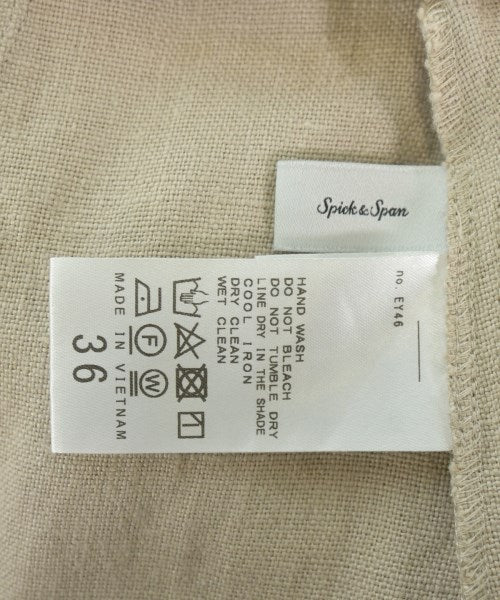 Spick & Span
no. EY46
HAND WASH
DO NOT BLEACH
DO NOT TUMBLE DRY
LINE DRY IN THE SHADE
COOL IRON
DRY CLEAN
WET CLEAN
F W
MADE IN VIETNAM
36